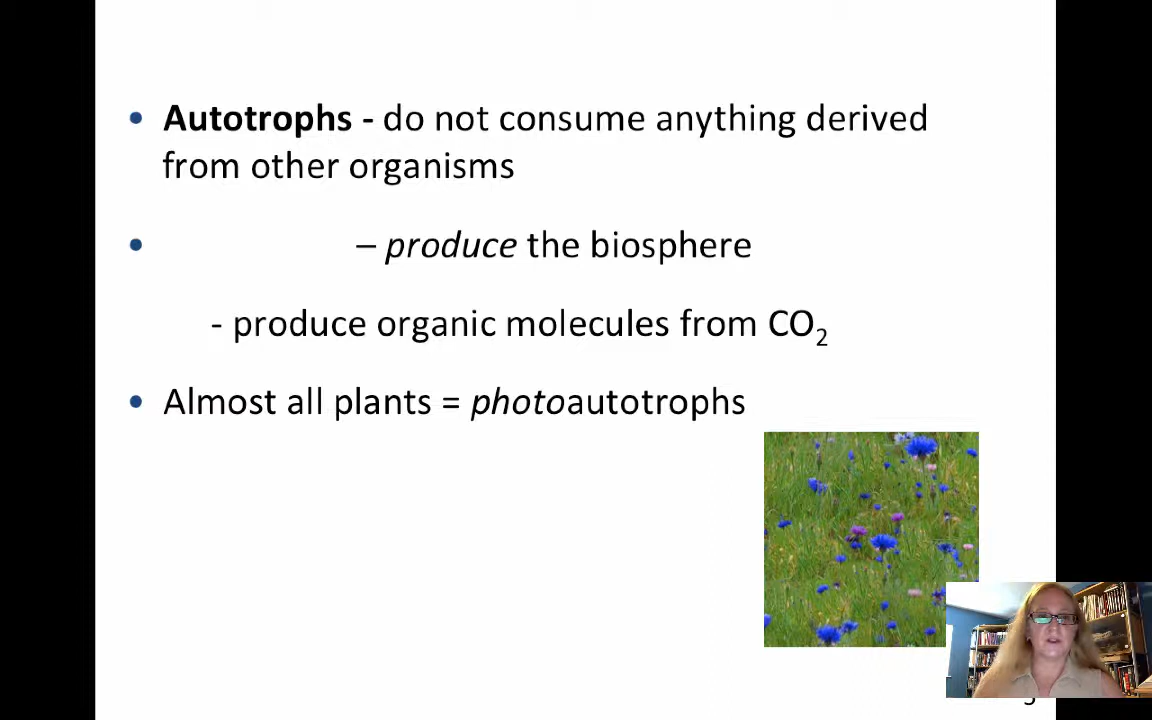 • Autotrophs - do not consume anything derived
from other organisms
• – produce the biosphere
- produce organic molecules from CO₂
• Almost all plants = photoautotrophs